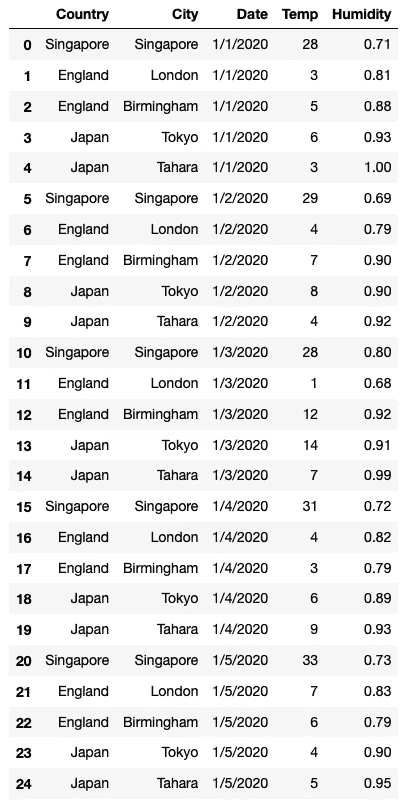 Country City Date Temp Humidity
0 Singapore Singapore 1/1/2020 28 0.71
1 England London 1/1/2020 3 0.81
2 England Birmingham 1/1/2020 5 0.88
3 Japan Tokyo 1/1/2020 6 0.93
4 Japan Tahara 1/1/2020 3 1.00
5 Singapore Singapore 1/2/2020 29 0.69
6 England London 1/2/2020 4 0.79
7 England Birmingham 1/2/2020 7 0.90
8 Japan Tokyo 1/2/2020 8 0.90
9 Japan Tahara 1/2/2020 4 0.92
10 Singapore Singapore 1/3/2020 28 0.80
11 England London 1/3/2020 1 0.68
12 England Birmingham 1/3/2020 12 0.92
13 Japan Tokyo 1/3/2020 14 0.91
14 Japan Tahara 1/3/2020 7 0.99
15 Singapore Singapore 1/4/2020 31 0.72
16 England London 1/4/2020 4 0.82
17 England Birmingham 1/4/2020 3 0.79
18 Japan Tokyo 1/4/2020 6 0.89
19 Japan Tahara 1/4/2020 9 0.93
20 Singapore Singapore 1/5/2020 33 0.73
21 England London 1/5/2020 7 0.83
22 England Birmingham 1/5/2020 6 0.79
23 Japan Tokyo 1/5/2020 4 0.90
24 Japan Tahara 1/5/2020 5 0.95